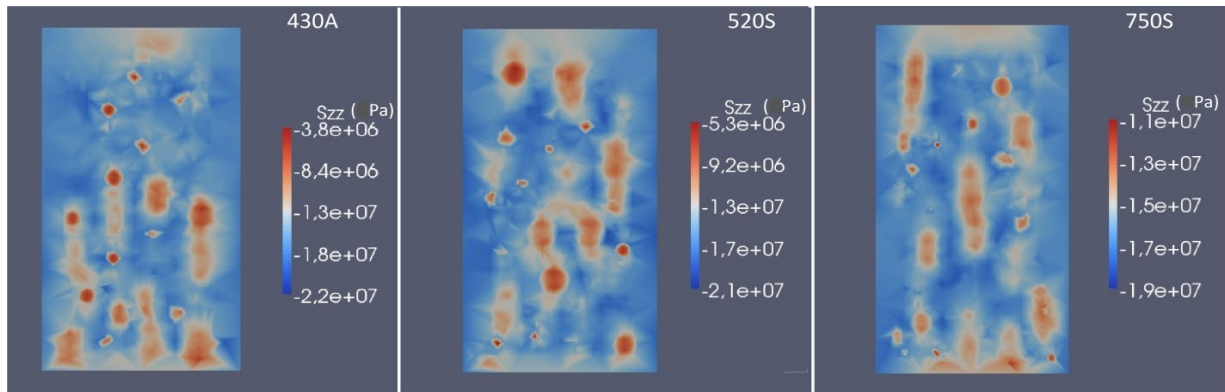 430A
Szz ( Pa)
-3,8e+06
-8,4e+06
-1,3e+07
-1,8e+07
-2,2e+07
520S
Szz ( Pa)
-5,3e+06
-9,2e+06
-1,3e+07
-1,7e+07
-2,1e+07
750S
Szz ( Pa)
-1,1e+07
-1,3e+07
-1,5e+07
-1,7e+07
-1,9e+07